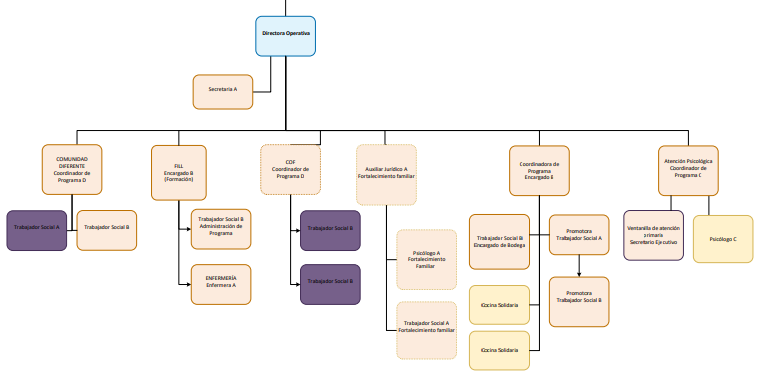 Directora Operativa
Secretaria A
COMUNIDAD
DIFERENTE
Coordinador de
Programa D
FILL
Encargado B
(Formación)
COF
Coordinador de
Programa D
Auxiliar Jurídico A
Fortalecimiento familiar
Coordinadora de
Programa
Encargado E
Atención Psicológica
Coordinador de
Programa C
Trabajador Social A
Trabajador Social B
Trabajador Social B
Administración de
Programa
ENFERMERÍA
Enfermera A
Trabajador Social B
Trabajador Social B
Psicólogo A
Fortalecimiento
Familiar
Trabajador Social A
Fortalecimiento familiar
Trabajador Social B
Encargado de Bodega
Promotora
Trabajador Social A
Cocina Solidaria
Promotora
Trabajador Social B
Cocina Solidaria
Ventanilla de atención
primaria
Secretario Ejecutivo
Psicólogo C